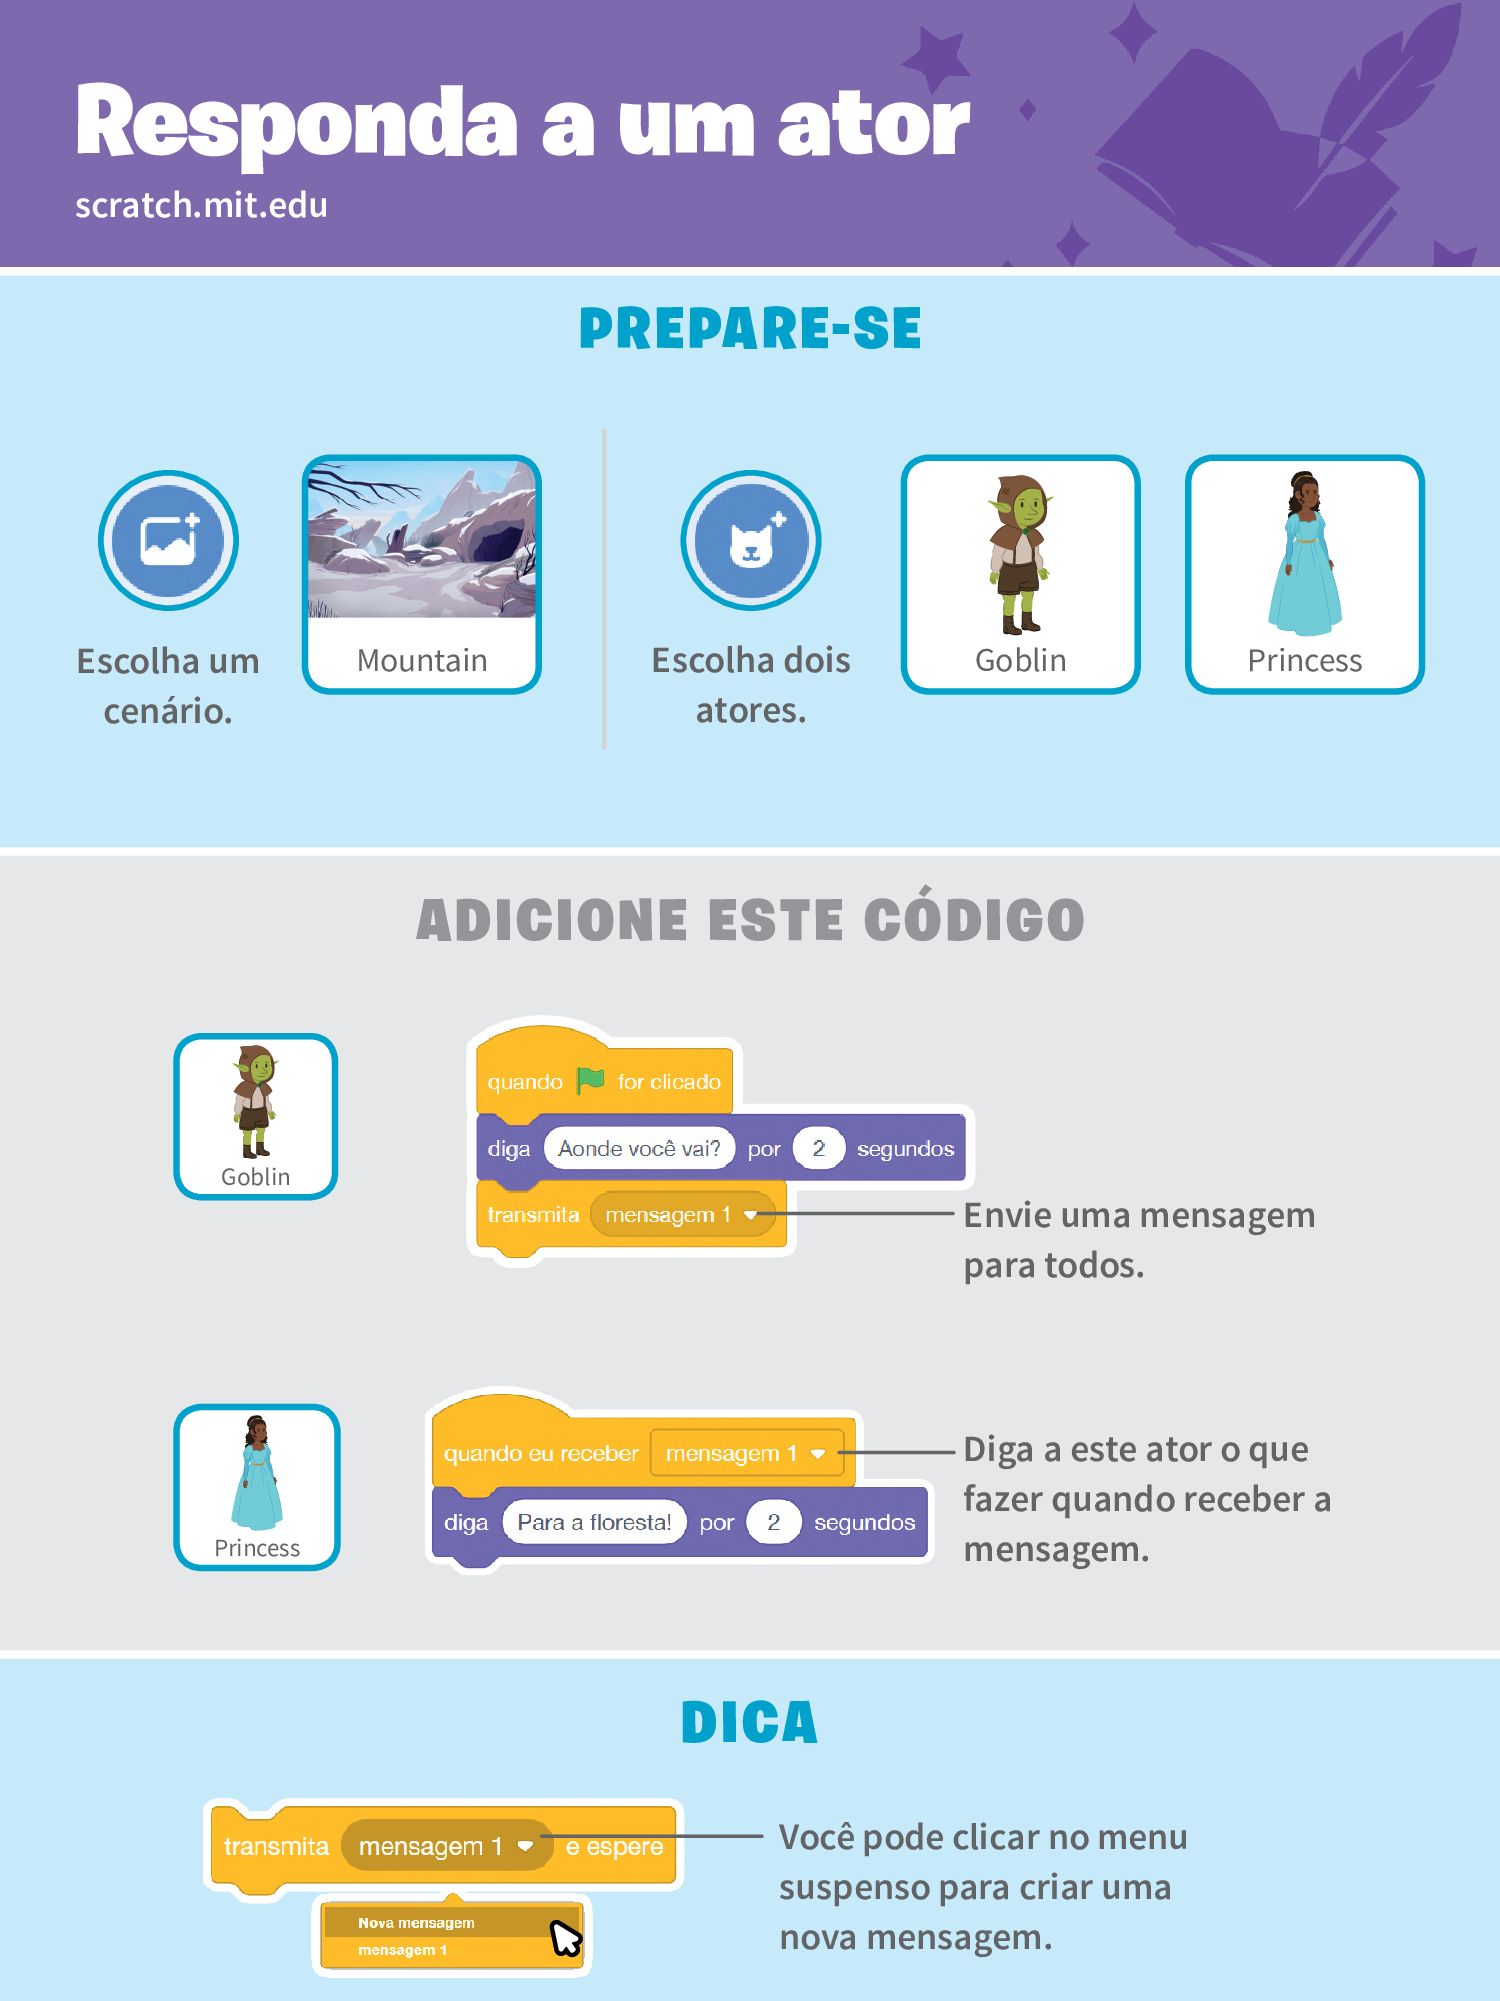 Responda a um ator
scratch.mit.edu
PREPARE-SE
Escolha um
cenário.
Mountain
Escolha dois
atores.
Goblin
Princess
ADICIONE ESTE CÓDIGO
Goblin
quando for clicado
diga Aonde você vai? por 2 segundos
transmita mensagem 1
Envie uma mensagem
para todos.
Princess
quando eu receber mensagem 1
diga Para a floresta! por 2 segundos
Diga a este ator o que
fazer quando receber a
mensagem.
DICA
transmita mensagem 1 e espere
Nova mensagem
mensagem 1
Você pode clicar no menu
suspenso para criar uma
nova mensagem.